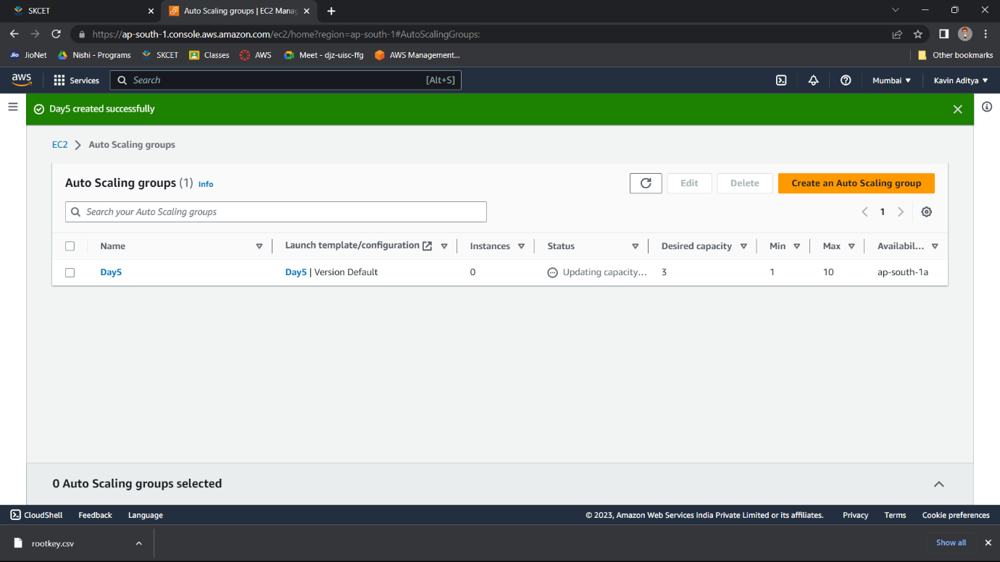 SKCET
Auto Scaling groups | EC2 Manag
https://ap-south-1.console.aws.amazon.com/ec2/home?region=ap-south-1#AutoScalingGroups:
Jio JioNet Nishi - Programs SKCET Classes AWS Meet - djz-uisc-ffg AWS Management... Other bookmarks
aws Services Search [Alt+S] Mumbai Kavin Aditya
Day5 created successfully
EC2 Auto Scaling groups
Auto Scaling groups (1) Info Edit Delete Create an Auto Scaling group
Search your Auto Scaling groups 1
Name Launch template/configuration Instances Status Desired capacity Min Max Availabil...
Day5 Day5 | Version Default 0 Updating capacity... 3 1 10 ap-south-1a
0 Auto Scaling groups selected
CloudShell Feedback Language © 2023, Amazon Web Services India Private Limited or its affiliates. Privacy Terms Cookie preferences
rootkey.csv Show all